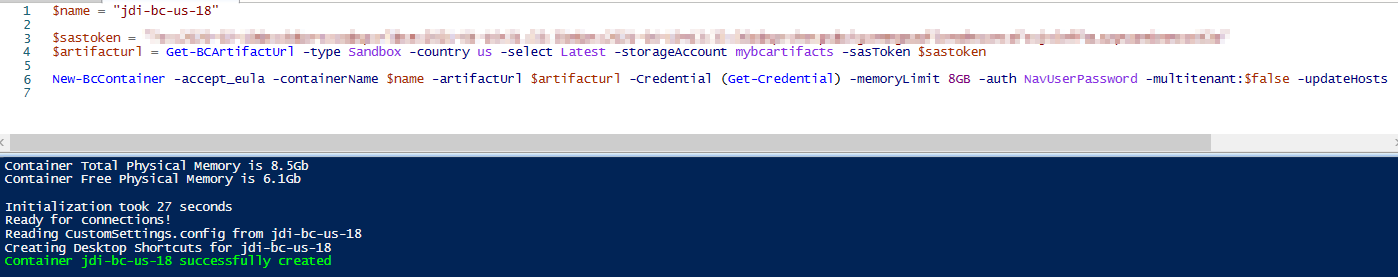 1 $name = "jdi-bc-us-18"
2
3 $sastoken =
4 $artifacturl = Get-BCArtifactUrl -type Sandbox -country us -select Latest -storageAccount mybcartifacts -sasToken $sastoken
5
6 New-BcContainer -accept_eula -containerName $name -artifactUrl $artifacturl -Credential (Get-Credential) -memoryLimit 8GB -auth NavUserPassword -multitenant:$false -updateHosts
7
Container Total Physical Memory is 8.5Gb
Container Free Physical Memory is 6.1Gb
Initialization took 27 seconds
Ready for connections!
Reading CustomSettings.config from jdi-bc-us-18
Creating Desktop Shortcuts for jdi-bc-us-18
Container jdi-bc-us-18 successfully created